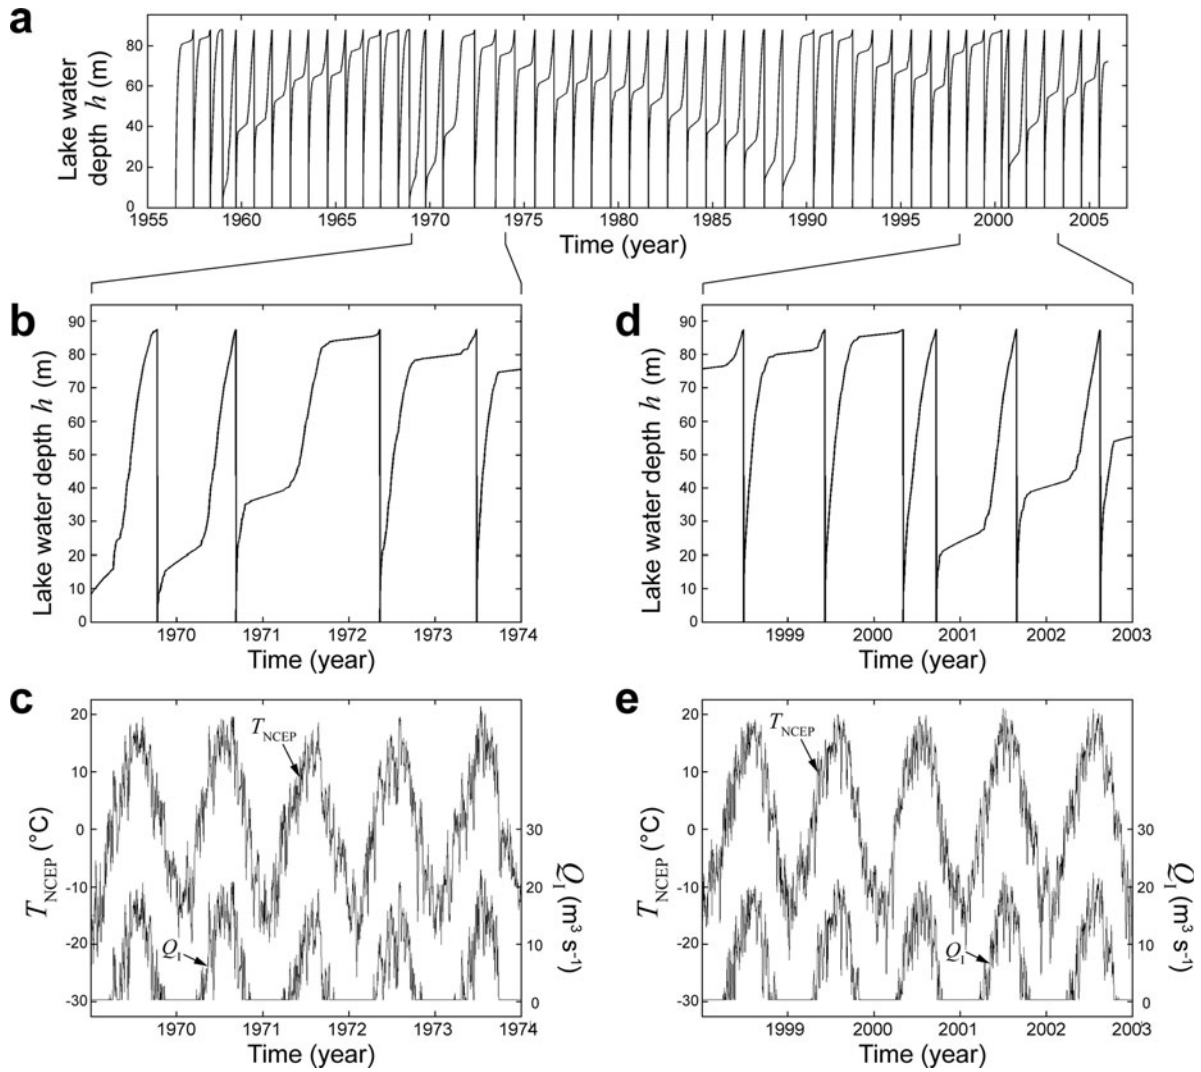 a
Lake water
depth h (m)
80
60
40
20
0
1955 1960 1965 1970 1975 1980 1985 1990 1995 2000 2005
Time (year)
b
Lake water depth h (m)
90
80
70
60
50
40
30
20
10
0
1970 1971 1972 1973 1974
Time (year)
d
Lake water depth h (m)
90
80
70
60
50
40
30
20
10
0
1999 2000 2001 2002 2003
Time (year)
c
T_NCEP (°C)
20
10
0
-10
-20
-30
T_NCEP
Q_I
30
20
10
0
Q_I (m³ s⁻¹)
1970 1971 1972 1973 1974
Time (year)
e
T_NCEP (°C)
20
10
0
-10
-20
-30
T_NCEP
Q_I
30
20
10
0
Q_I (m³ s⁻¹)
1999 2000 2001 2002 2003
Time (year)